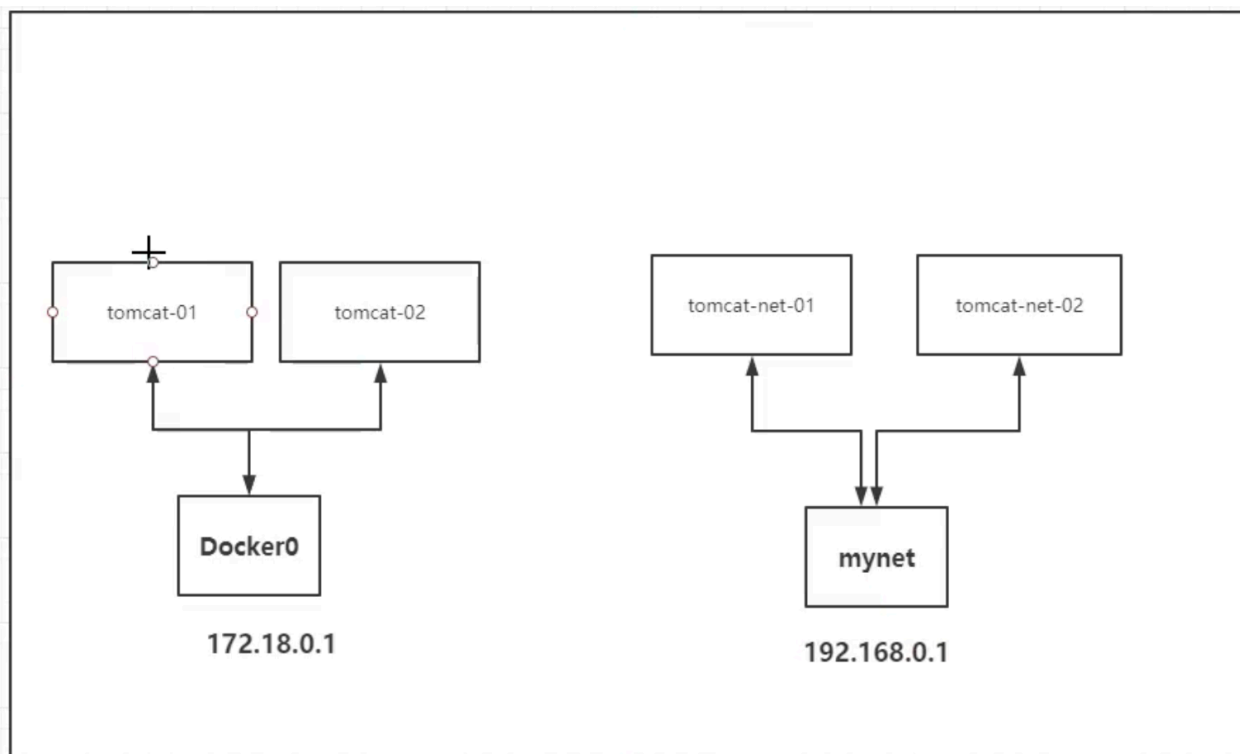 tomcat-01
tomcat-02
tomcat-net-01
tomcat-net-02
Docker0
mynet
172.18.0.1
192.168.0.1